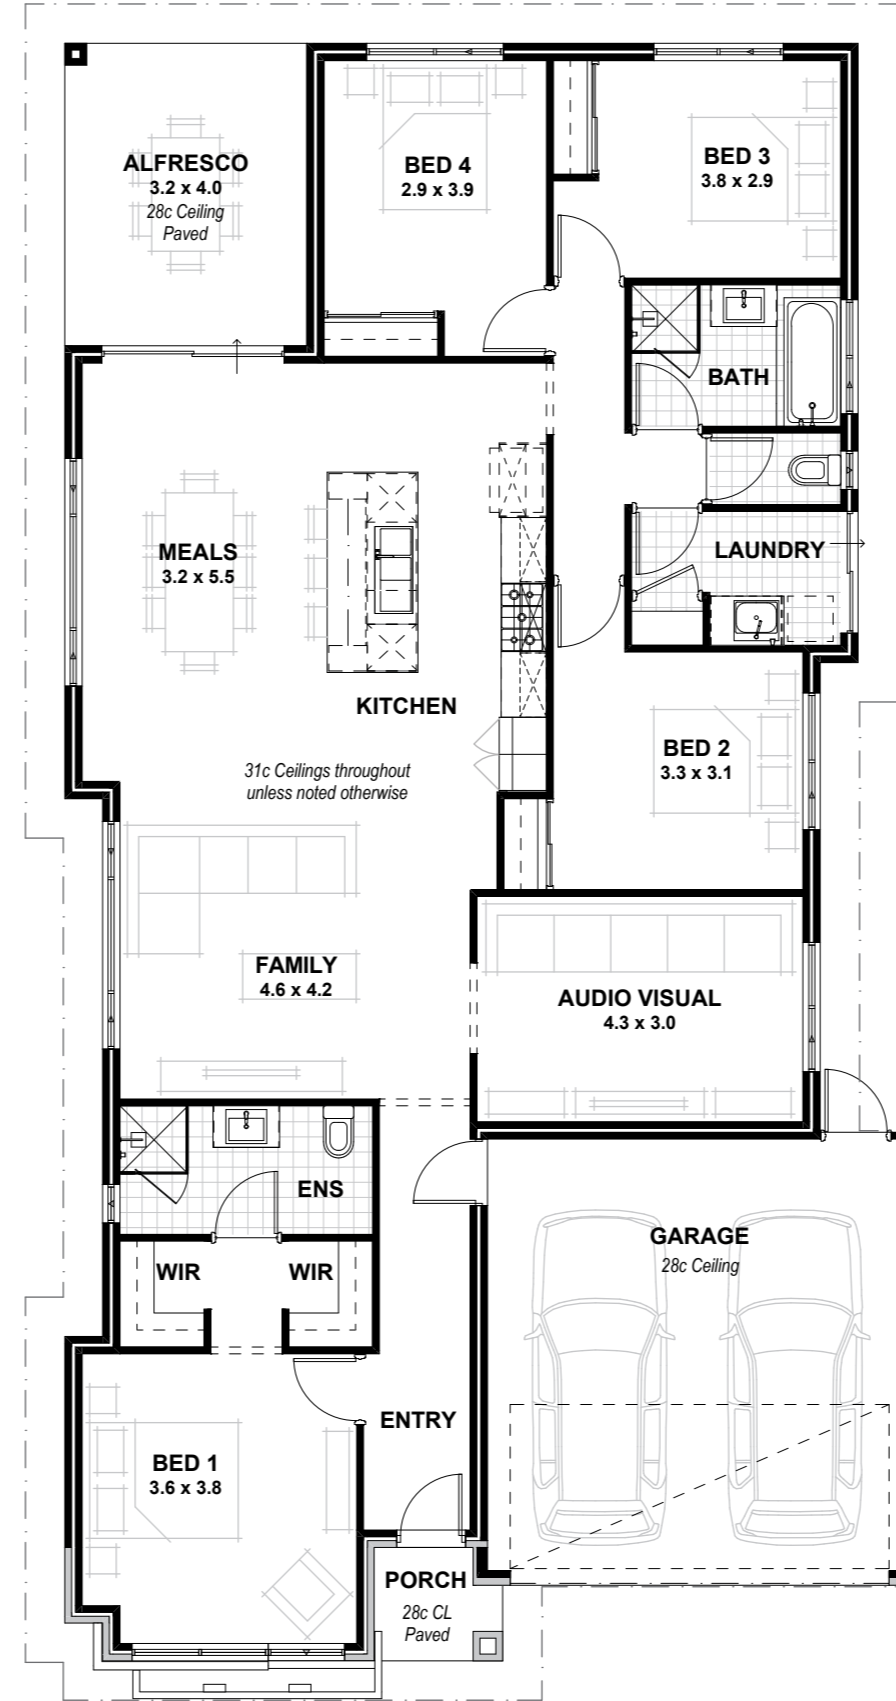 ALFRESCO
3.2 x 4.0
28c Ceiling
Paved
BED 4
2.9 x 3.9
BED 3
3.8 x 2.9
BATH
MEALS
3.2 x 5.5
LAUNDRY
KITCHEN
31c Ceilings throughout
unless noted otherwise
BED 2
3.3 x 3.1
FAMILY
4.6 x 4.2
AUDIO VISUAL
4.3 x 3.0
ENS
WIR
WIR
GARAGE
28c Ceiling
ENTRY
BED 1
3.6 x 3.8
PORCH
28c CL
Paved